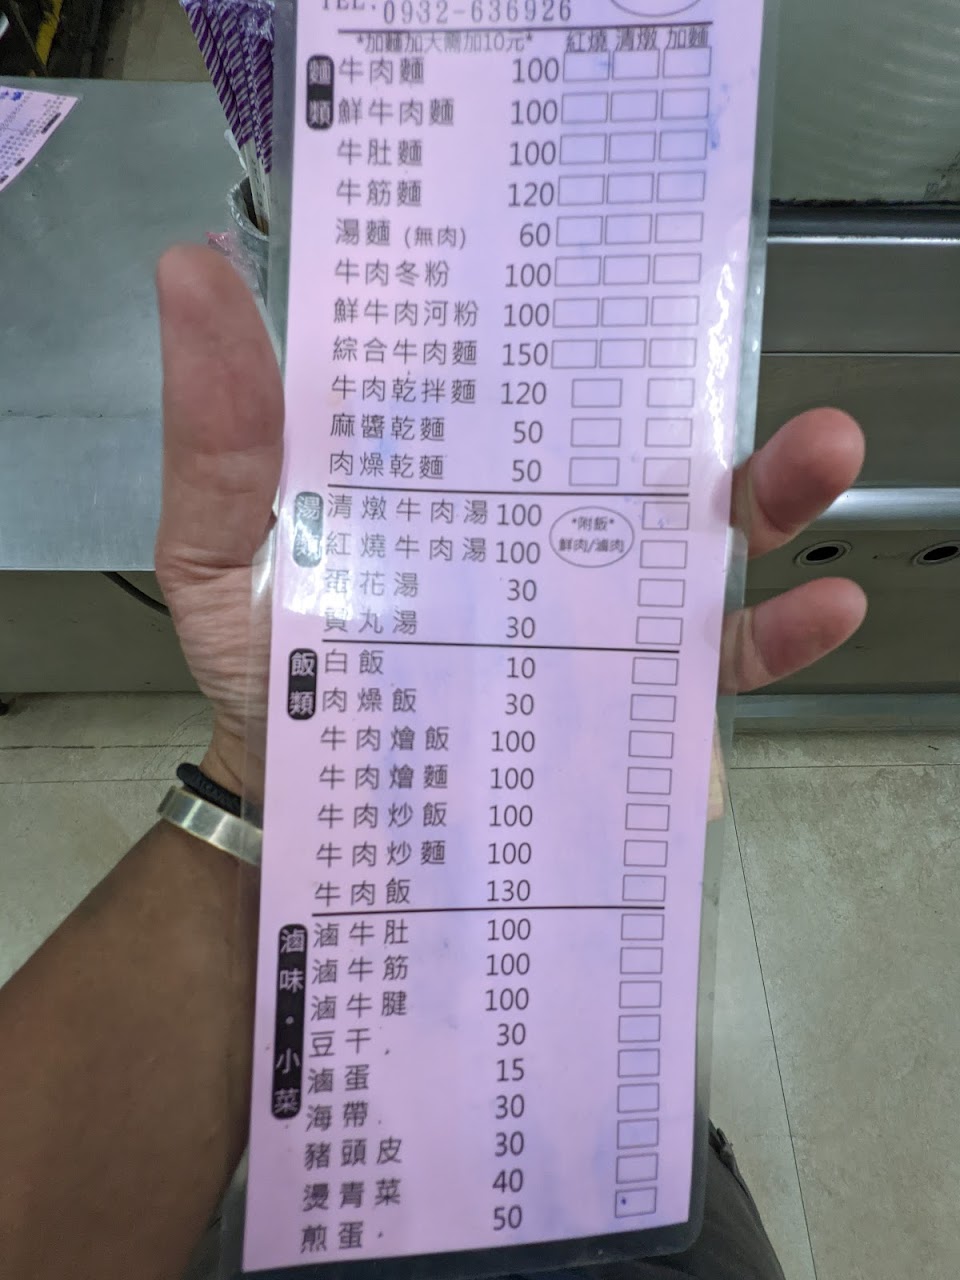 TEL:0932-636926
*加麵加大需加10元* 紅燒 清燉 加麵
麵類
牛肉麵 100
鮮牛肉麵 100
牛肚麵 100
牛筋麵 120
湯麵 (無肉) 60
牛肉冬粉 100
鮮牛肉河粉 100
綜合牛肉麵 150
牛肉乾拌麵 120
麻醬乾麵 50
肉燥乾麵 50
湯
清燉牛肉湯 100
*附飯*
鮮肉/滷肉
紅燒牛肉湯 100
蛋花湯 30
貢丸湯 30
飯類
白飯 10
肉燥飯 30
牛肉燴飯 100
牛肉燴麵 100
牛肉炒飯 100
牛肉炒麵 100
牛肉飯 130
滷味・小菜
滷牛肚 100
滷牛筋 100
滷牛腱 100
豆干 30
滷蛋 15
海帶 30
豬頭皮 30
燙青菜 40
煎蛋 50